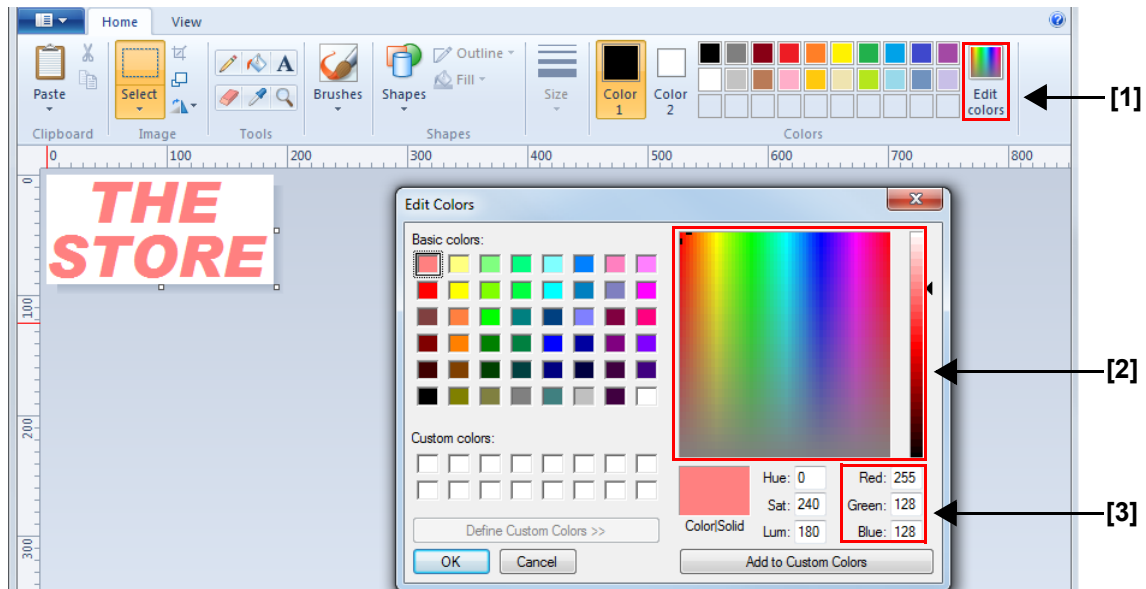 Home View
Paste
Select
Brushes
Shapes
Outline
Fill
Size
Color 1
Color 2
Edit colors
[1]
Clipboard Image Tools Shapes Colors
0 100 200 300 400 500 600 700 800
0
100
200
300
THE
STORE
Edit Colors
Basic colors:
Custom colors:
Define Custom Colors >>
OK Cancel
[2]
Hue: 0 Red: 255
Sat: 240 Green: 128
Color|Solid Lum: 180 Blue: 128
[3]
Add to Custom Colors